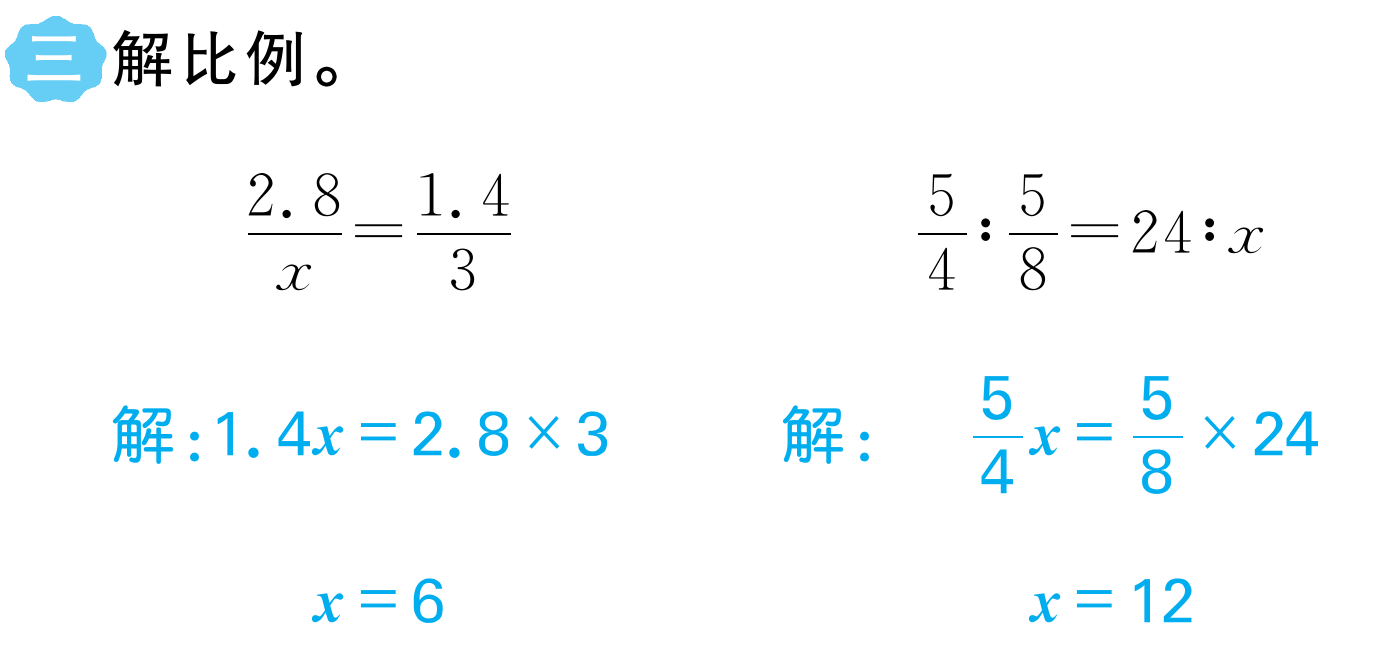 三 解比例。
2.8/x=1.4/3
5/4:5/8=24:x
解:1.4x=2.8×3
解: 5/4x=5/8×24
x=6
x=12